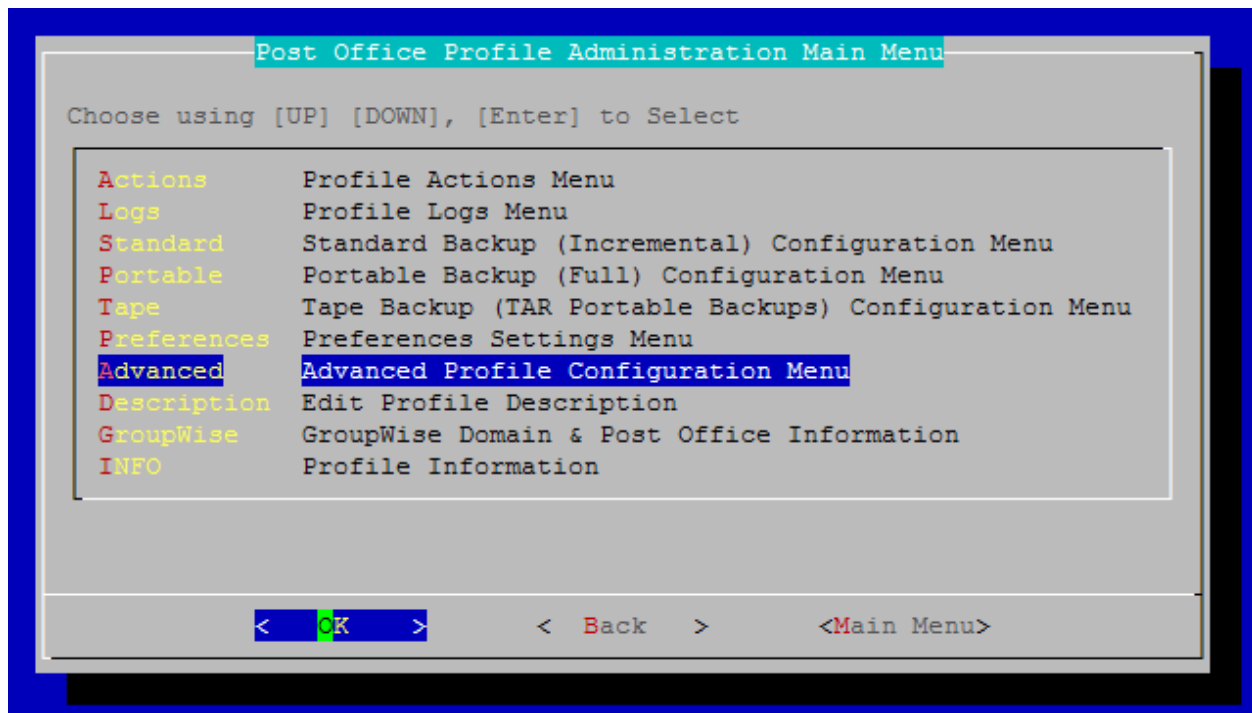 Post Office Profile Administration Main Menu
Choose using [UP] [DOWN], [Enter] to Select
Actions Profile Actions Menu
Logs Profile Logs Menu
Standard Standard Backup (Incremental) Configuration Menu
Portable Portable Backup (Full) Configuration Menu
Tape Tape Backup (TAR Portable Backups) Configuration Menu
Preferences Preferences Settings Menu
Advanced Advanced Profile Configuration Menu
Description Edit Profile Description
GroupWise GroupWise Domain & Post Office Information
INFO Profile Information
< OK > < Back > <Main Menu>